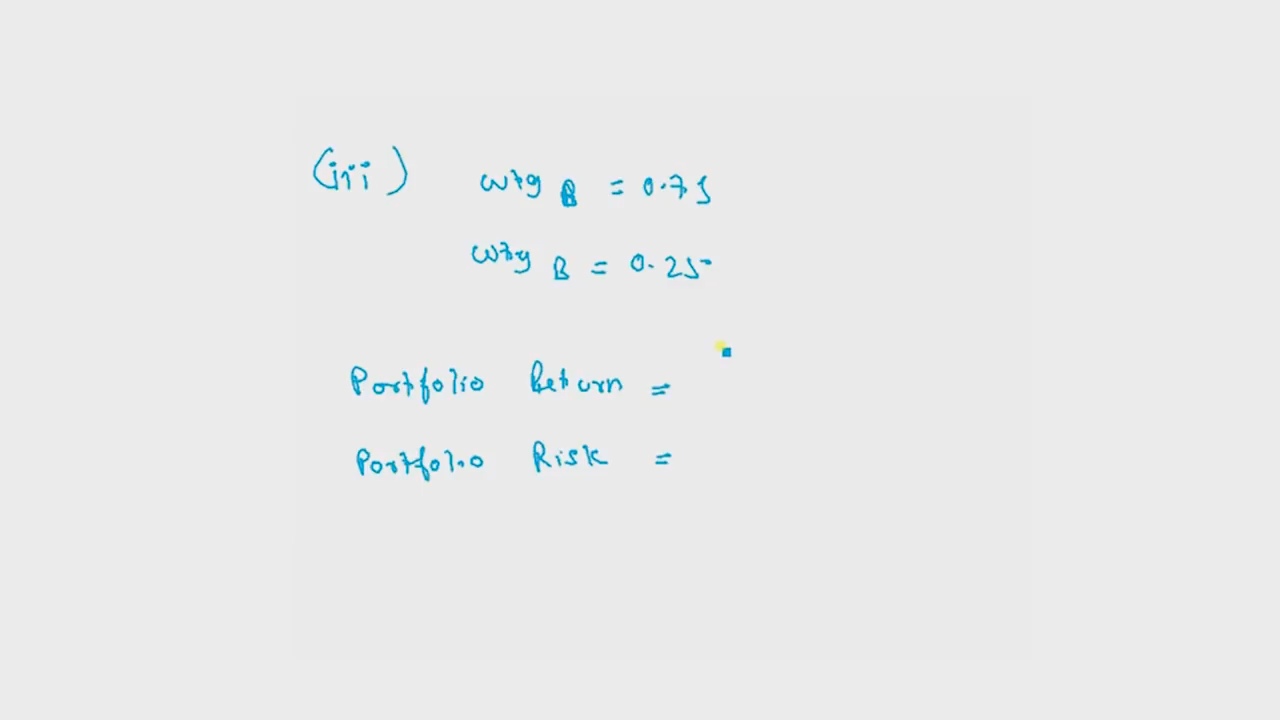 (iii) wtg B = 0.75
wtg B = 0.25
Portfolio Return =
Portfolio Risk =